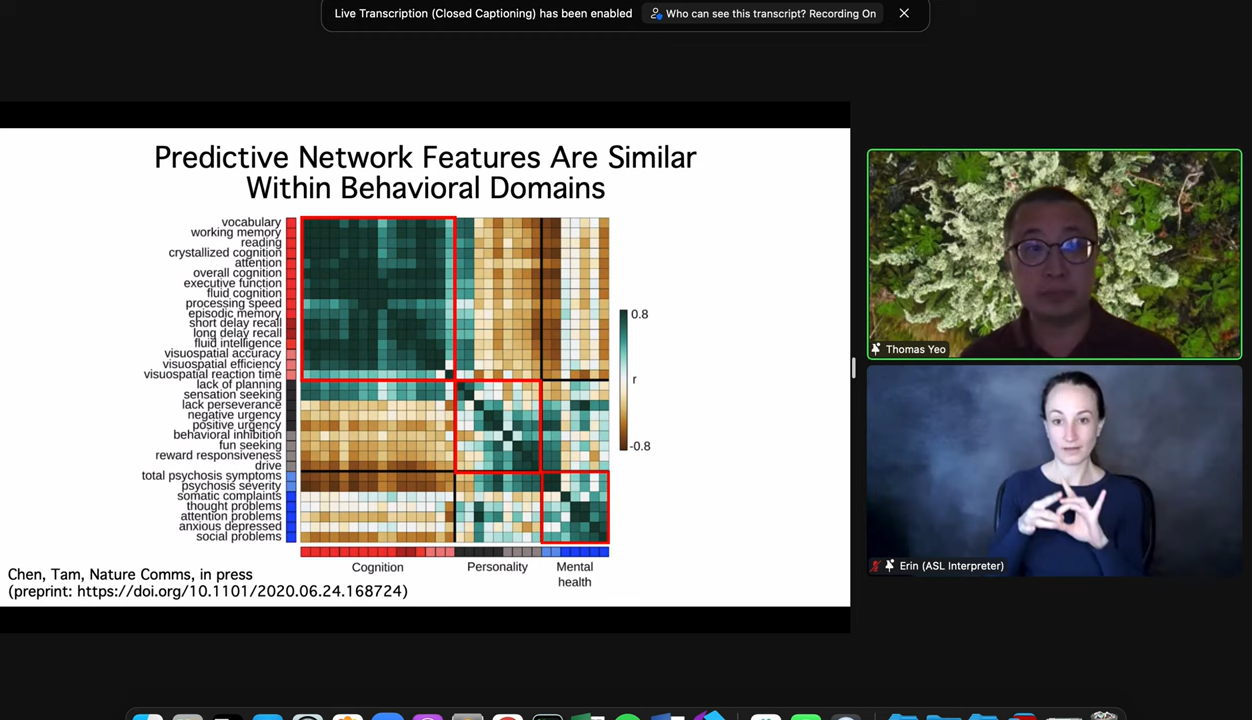 Live Transcription (Closed Captioning) has been enabled
Who can see this transcript? Recording On
Predictive Network Features Are Similar
Within Behavioral Domains
vocabulary
working memory
reading
crystallized cognition
attention
overall cognition
executive function
fluid cognition
processing speed
episodic memory
short delay recall
long delay recall
fluid intelligence
visuospatial accuracy
visuospatial efficiency
visuospatial reaction time
lack of planning
sensation seeking
lack perseverance
negative urgency
positive urgency
behavioral inhibition
fun seeking
reward responsiveness
drive
total psychosis symptoms
psychosis severity
somatic complaints
thought problems
attention problems
anxious depressed
social problems
0.8
r
-0.8
Cognition
Personality
Mental
health
Chen, Tam, Nature Comms, in press
(preprint: https://doi.org/10.1101/2020.06.24.168724)
Thomas Yeo
Erin (ASL Interpreter)